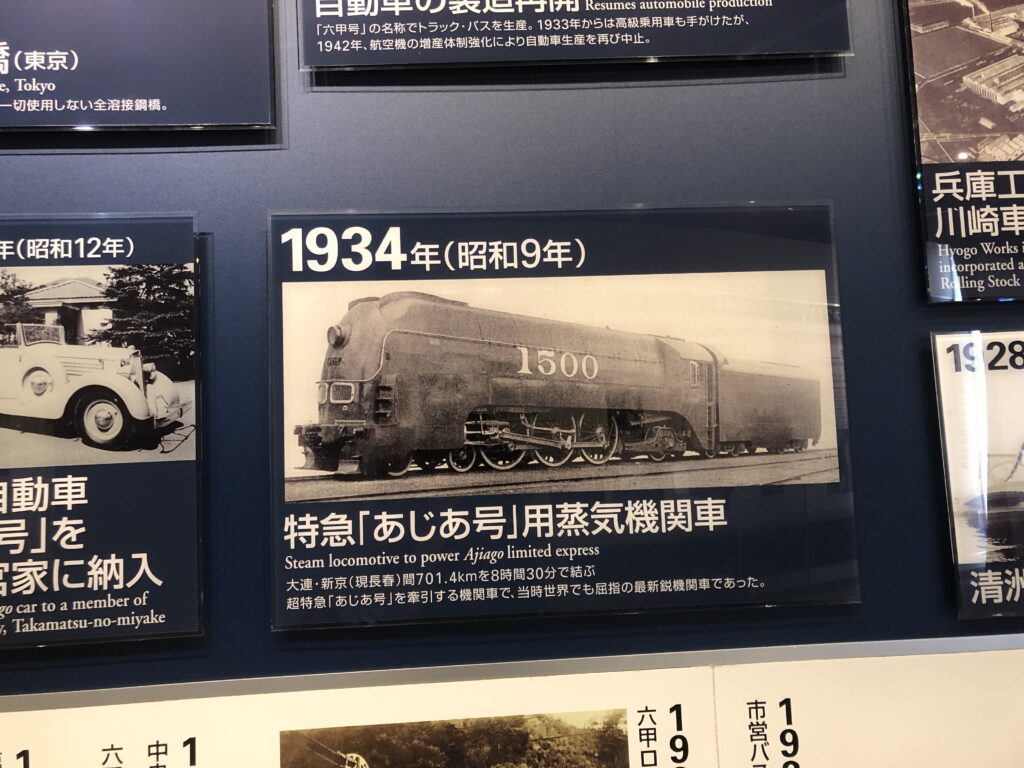 自動車の製造再開 Resumes automobile production
「六甲号」の名称でトラック・バスを生産。1933年からは高級乗用車も手がけたが、
1942年、航空機の増産体制強化により自動車生産を再び中止。
橋(東京)
e, Tokyo
一切使用しない全溶接鋼橋。
年(昭和12年)
自動車
号」を
宮家に納入
go car to a member of
y, Takamatsu-no-miyake
1934年(昭和9年)
1500
特急「あじあ号」用蒸気機関車
Steam locomotive to power Ajiago limited express
大連・新京(現長春)間701.4kmを8時間30分で結ぶ
超特急「あじあ号」を牽引する機関車で、当時世界でも屈指の最新鋭機関車であった。
兵庫工
川崎車
Hyogo Works i
incorporated a
Rolling Stock
1928
清洲
六甲ロ
19
市営バス
19